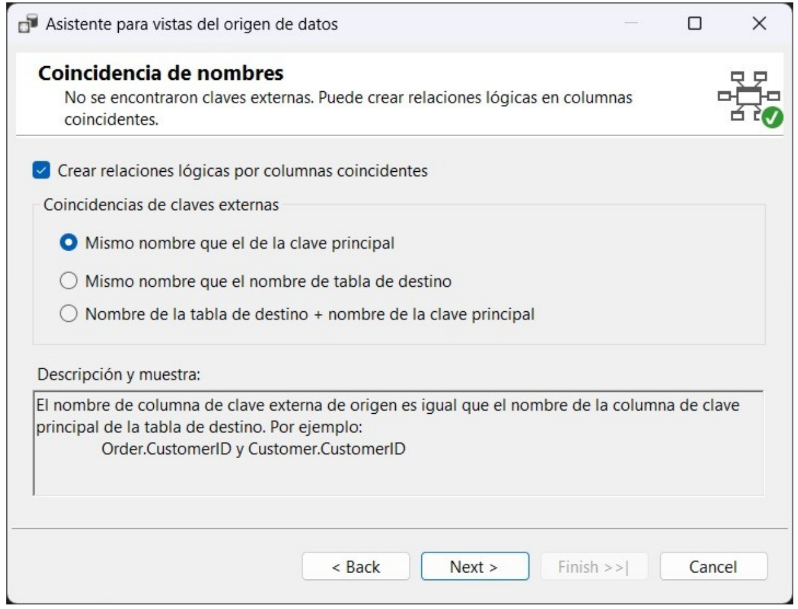 Asistente para vistas del origen de datos
Coincidencia de nombres
No se encontraron claves externas. Puede crear relaciones lógicas en columnas
coincidentes.
Crear relaciones lógicas por columnas coincidentes
Coincidencias de claves externas
Mismo nombre que el de la clave principal
Mismo nombre que el nombre de tabla de destino
Nombre de la tabla de destino + nombre de la clave principal
Descripción y muestra:
El nombre de columna de clave externa de origen es igual que el nombre de la columna de clave
principal de la tabla de destino. Por ejemplo:
Order.CustomerID y Customer.CustomerID
< Back
Next >
Finish >>|
Cancel